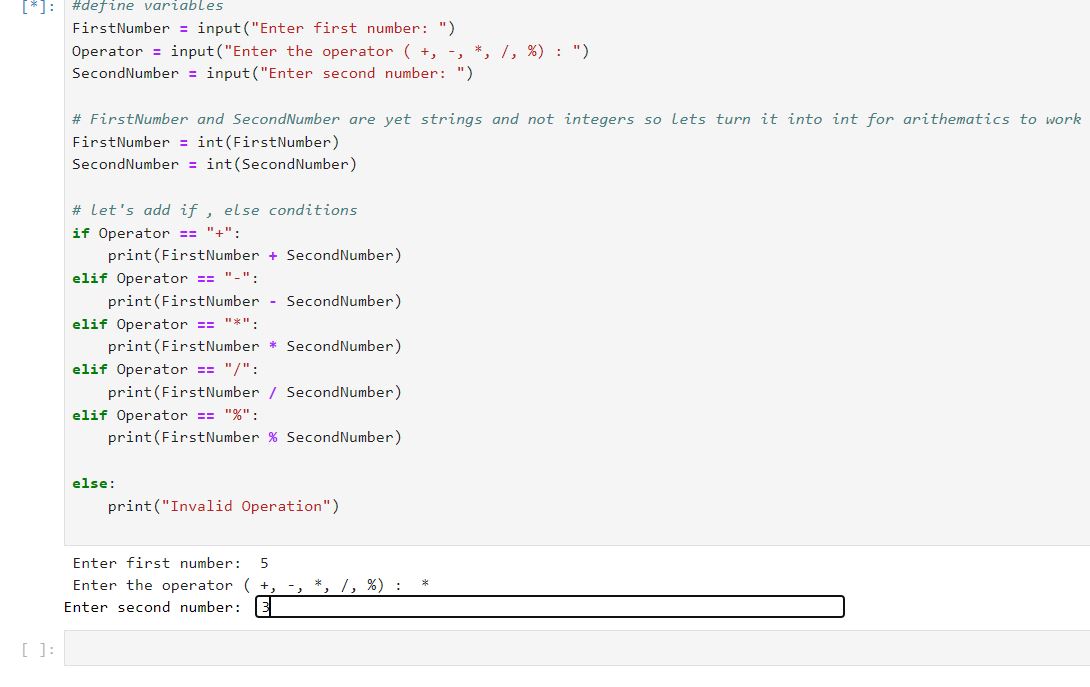 [*]: #define variables
FirstNumber = input("Enter first number: ")
Operator = input("Enter the operator ( +, -, *, /, %) : ")
SecondNumber = input("Enter second number: ")
# FirstNumber and SecondNumber are yet strings and not integers so lets turn it into int for arithematics to work
FirstNumber = int(FirstNumber)
SecondNumber = int(SecondNumber)
# let's add if , else conditions
if Operator == "+":
    print(FirstNumber + SecondNumber)
elif Operator == "-":
    print(FirstNumber - SecondNumber)
elif Operator == "*":
    print(FirstNumber * SecondNumber)
elif Operator == "/":
    print(FirstNumber / SecondNumber)
elif Operator == "%":
    print(FirstNumber % SecondNumber)
else:
    print("Invalid Operation")
Enter first number:  5
Enter the operator ( +, -, *, /, %) :  *
Enter second number:  3
[ ]: